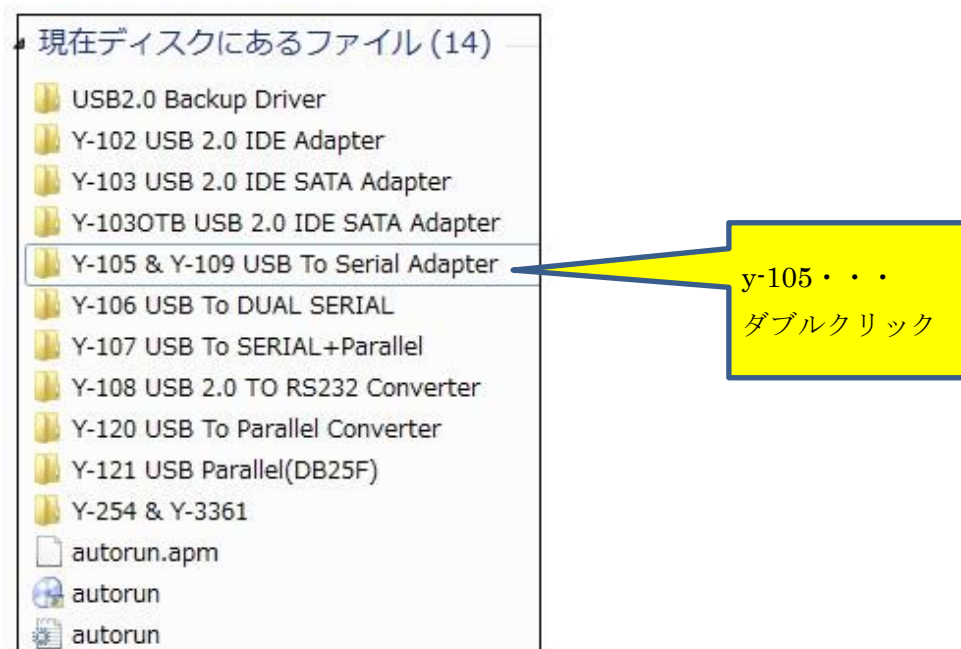 現在ディスクにあるファイル (14)
USB2.0 Backup Driver
Y-102 USB 2.0 IDE Adapter
Y-103 USB 2.0 IDE SATA Adapter
Y-103OTB USB 2.0 IDE SATA Adapter
Y-105 & Y-109 USB To Serial Adapter
Y-106 USB To DUAL SERIAL
Y-107 USB To SERIAL+Parallel
Y-108 USB 2.0 TO RS232 Converter
Y-120 USB To Parallel Converter
Y-121 USB Parallel(DB25F)
Y-254 & Y-3361
autorun.apm
autorun
autorun
y-105・・・
ダブルクリック